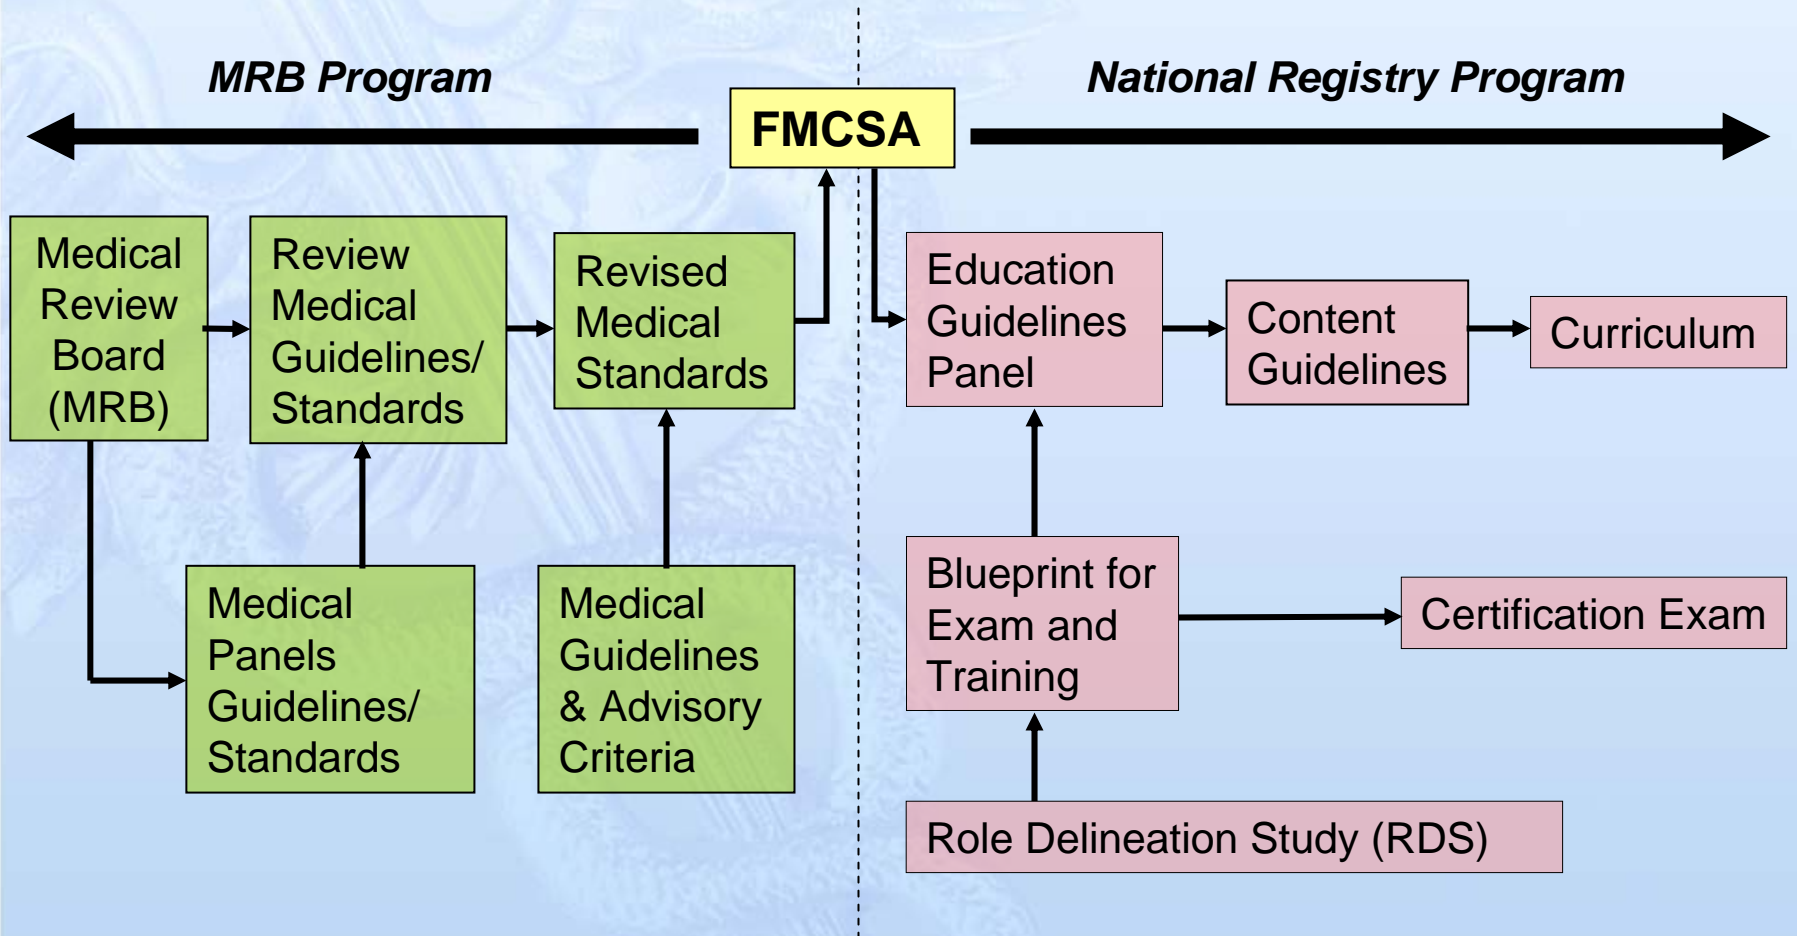 MRB Program
FMCSA
National Registry Program
Medical
Review
Board
(MRB)
Review
Medical
Guidelines/
Standards
Revised
Medical
Standards
Medical
Panels
Guidelines/
Standards
Medical
Guidelines
& Advisory
Criteria
Education
Guidelines
Panel
Content
Guidelines
Curriculum
Blueprint for
Exam and
Training
Certification Exam
Role Delineation Study (RDS)